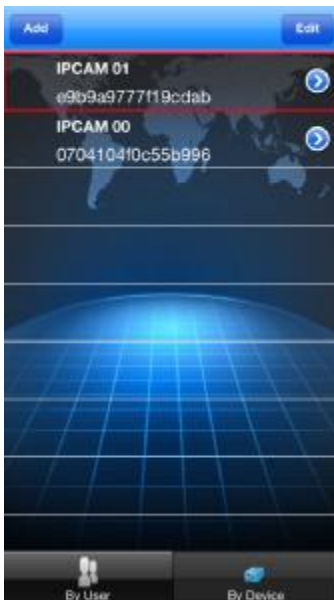 Add
Edit
IPCAM 01
e9b9a9777f19cdab
IPCAM 00
0704104f0c55b996
By User
By Device